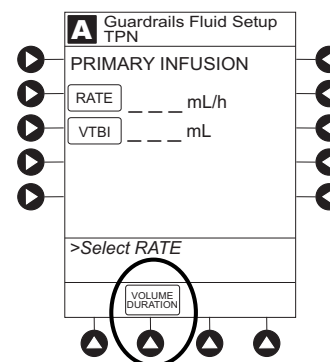 A Guardrails Fluid Setup
TPN
PRIMARY INFUSION
RATE _ _ _ mL/h
VTBI _ _ _ mL
>Select RATE
VOLUME
DURATION